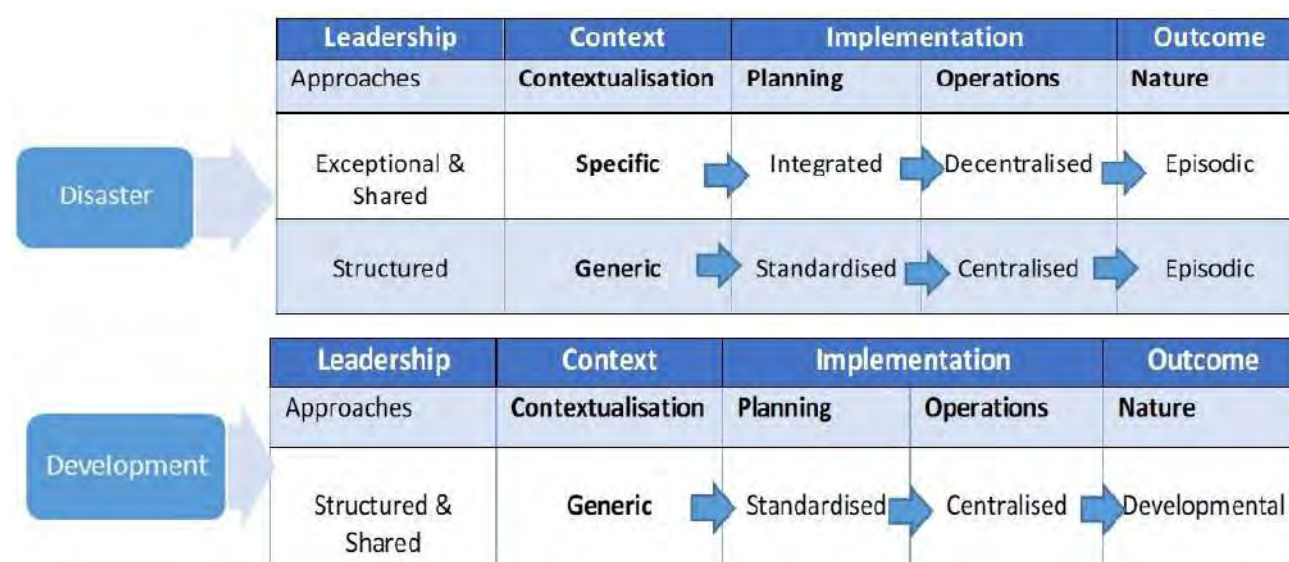 Leadership Context Implementation Outcome
Approaches Contextualisation Planning Operations Nature
Disaster
Exceptional & Shared Specific Integrated Decentralised Episodic
Structured Generic Standardised Centralised Episodic
Leadership Context Implementation Outcome
Approaches Contextualisation Planning Operations Nature
Development
Structured & Shared Generic Standardised Centralised Developmental